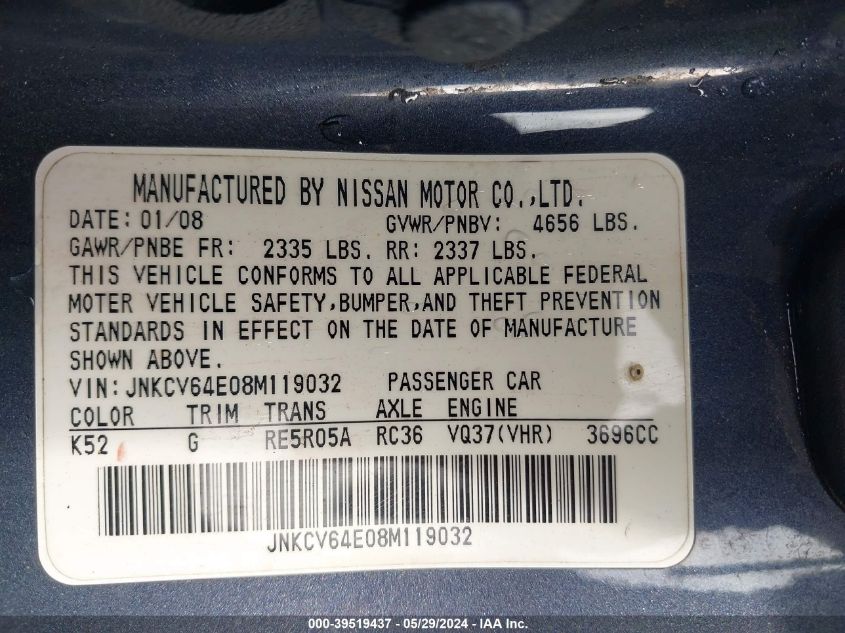 MANUFACTURED BY NISSAN MOTOR CO.,LTD.
DATE: 01/08 GVWR/PNBV: 4656 LBS.
GAWR/PNBE FR: 2335 LBS. RR: 2337 LBS.
THIS VEHICLE CONFORMS TO ALL APPLICABLE FEDERAL
MOTER VEHICLE SAFETY,BUMPER,AND THEFT PREVENTION
STANDARDS IN EFFECT ON THE DATE OF MANUFACTURE
SHOWN ABOVE.
VIN:JNKCV64E08M119032 PASSENGER CAR
COLOR TRIM TRANS AXLE ENGINE
K52 G RE5R05A RC36 VQ37(VHR) 3696CC
JNKCV64E08M119032
000-39519437 - 05/29/2024 - IAA Inc.